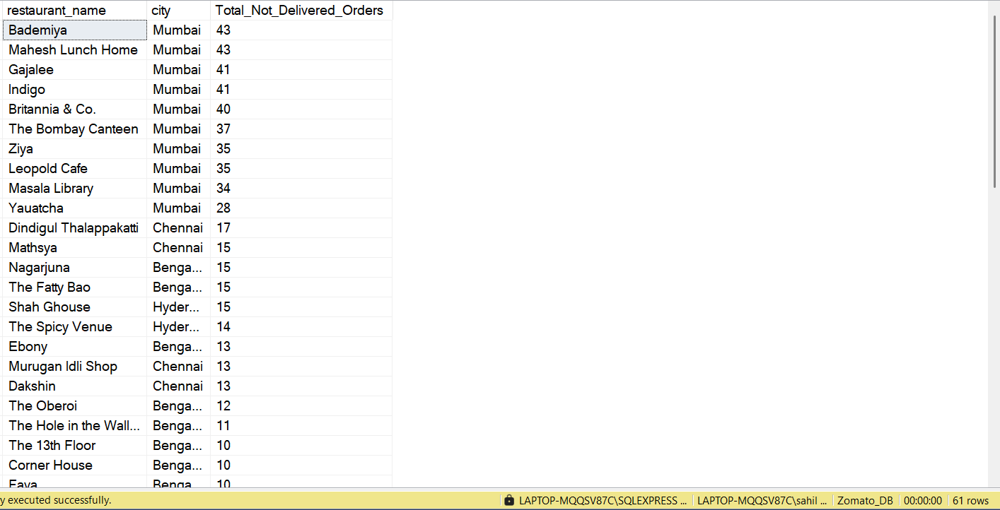 restaurant_name city Total_Not_Delivered_Orders
Bademiya Mumbai 43
Mahesh Lunch Home Mumbai 43
Gajalee Mumbai 41
Indigo Mumbai 41
Britannia & Co. Mumbai 40
The Bombay Canteen Mumbai 37
Ziya Mumbai 35
Leopold Cafe Mumbai 35
Masala Library Mumbai 34
Yauatcha Mumbai 28
Dindigul Thalappakatti Chennai 17
Mathsya Chennai 15
Nagarjuna Benga... 15
The Fatty Bao Benga... 15
Shah Ghouse Hyder... 15
The Spicy Venue Hyder... 14
Ebony Benga... 13
Murugan Idli Shop Chennai 13
Dakshin Chennai 13
The Oberoi Benga... 12
The Hole in the Wall... Benga... 11
The 13th Floor Benga... 10
Corner House Benga... 10
Fava Benga... 10
y executed successfully. LAPTOP-MQQSV87C\SQLEXPRESS ... LAPTOP-MQQSV87C\sahil ... Zomato_DB 00:00:00 61 rows